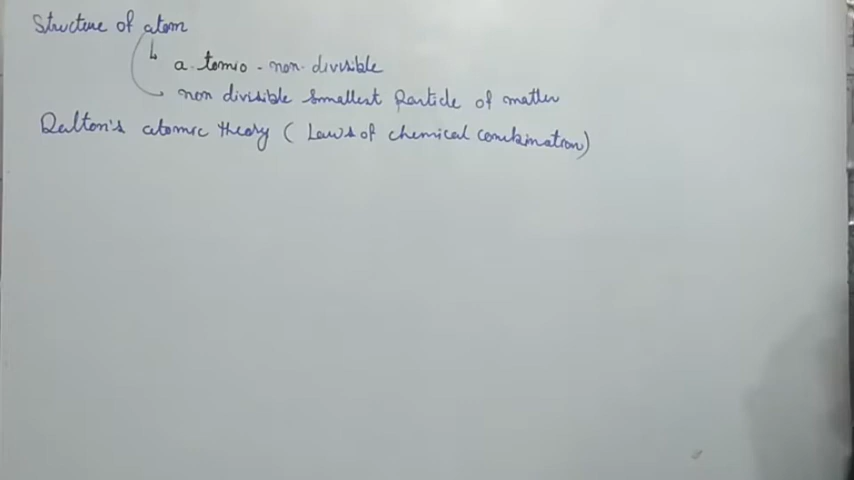 Structure of atom
a. tomio - non. divisible
non divisible smallest particle of matter
Dalton's atomic theory ( Laws of chemical combination)